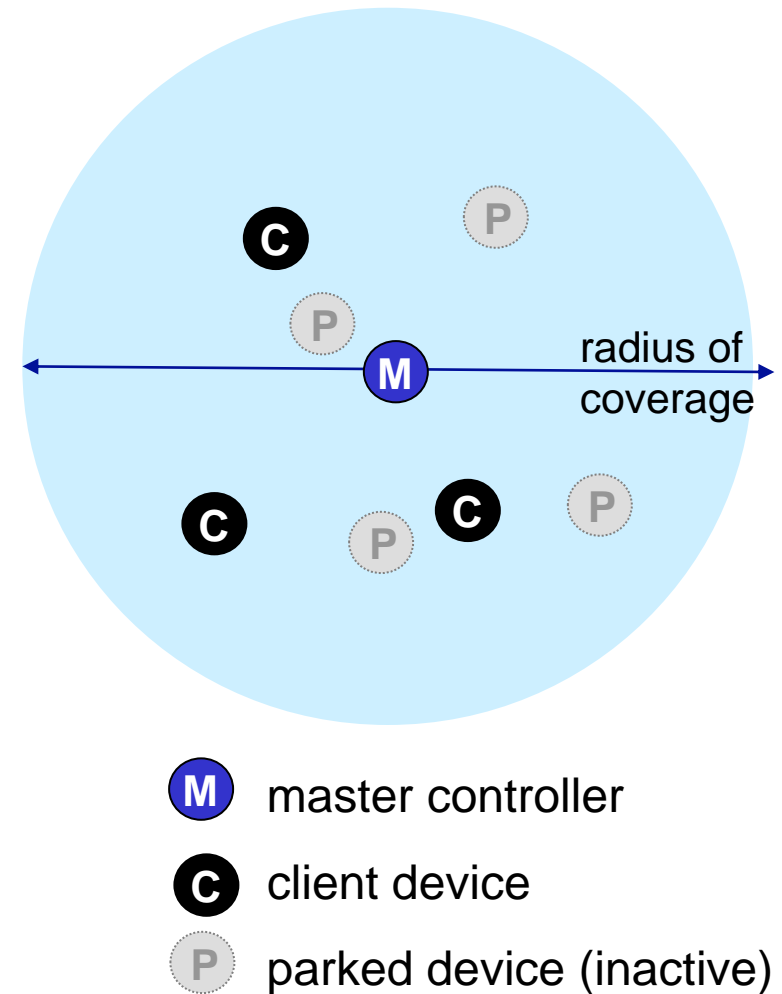 P
C
P
radius of
M
coverage
P
C
C
P
M master controller
C client device
P parked device (inactive)